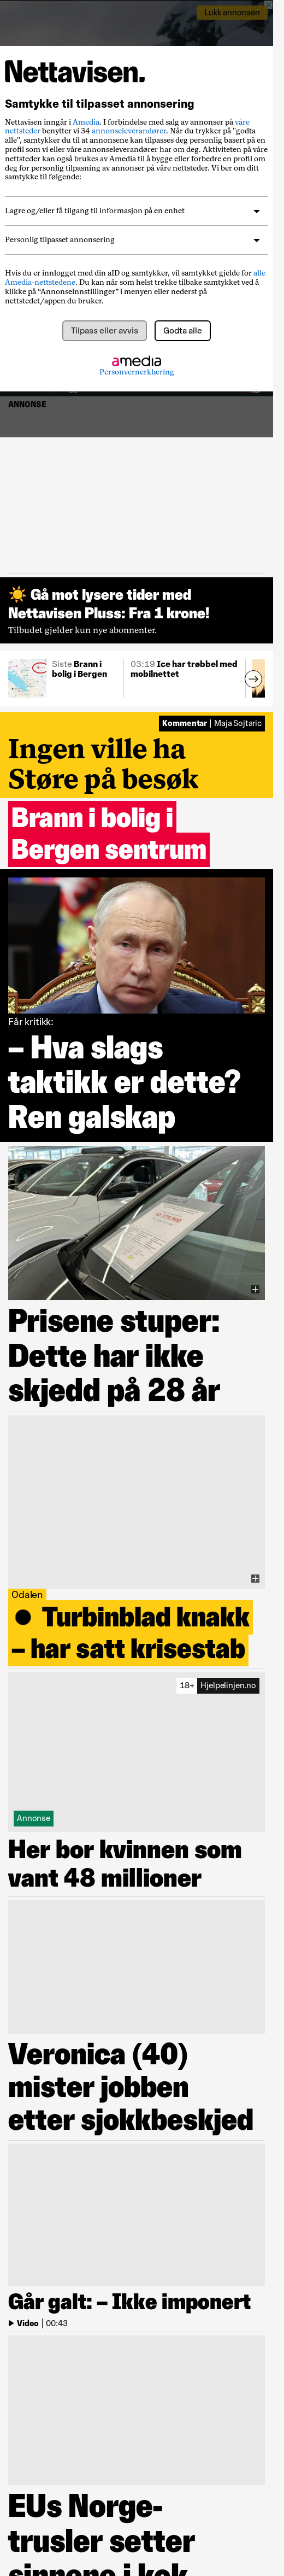 Lukk annonsen
Nettavisen.
Samtykke til tilpasset annonsering
Nettavisen inngår i Amedia. I forbindelse med salg av annonser på våre
nettsteder benytter vi 34 annonseleverandører. Når du trykker på "godta
alle", samtykker du til at annonsene kan tilpasses deg personlig basert på en
profil som vi eller våre annonseleverandører har om deg. Aktiviteten på våre
nettsteder kan også brukes av Amedia til å bygge eller forbedre en profil om
deg for personlig tilpasning av annonser på våre nettsteder. Vi ber om ditt
samtykke til følgende:
Lagre og/eller få tilgang til informasjon på en enhet
Personlig tilpasset annonsering
Hvis du er innlogget med din aID og samtykker, vil samtykket gjelde for alle
Amedia-nettstedene. Du kan når som helst trekke tilbake samtykket ved å
klikke på “Annonseinnstillinger” i menyen eller nederst på
nettstedet/appen du bruker.
Tilpass eller avvis
Godta alle
amedia
Personvernerklæring
ANNONSE
Gå mot lysere tider med
Nettavisen Pluss: Fra 1 krone!
Tilbudet gjelder kun nye abonnenter.
Siste Brann i
bolig i Bergen
03:19 Ice har trøbbel med
mobilnettet
Kommentar | Maja Sojtaric
Ingen ville ha
Støre på besøk
Brann i bolig i
Bergen sentrum
Får kritikk:
– Hva slags
taktikk er dette?
Ren galskap
Prisene stuper:
Dette har ikke
skjedd på 28 år
Odalen
● Turbinblad knakk
– har satt krisestab
18+ Hjelpelinjen.no
Annonse
Her bor kvinnen som
vant 48 millioner
Veronica (40)
mister jobben
etter sjokkbeskjed
Går galt: – Ikke imponert
Video | 00:43
EUs Norge-
trusler setter
sinnene i kok